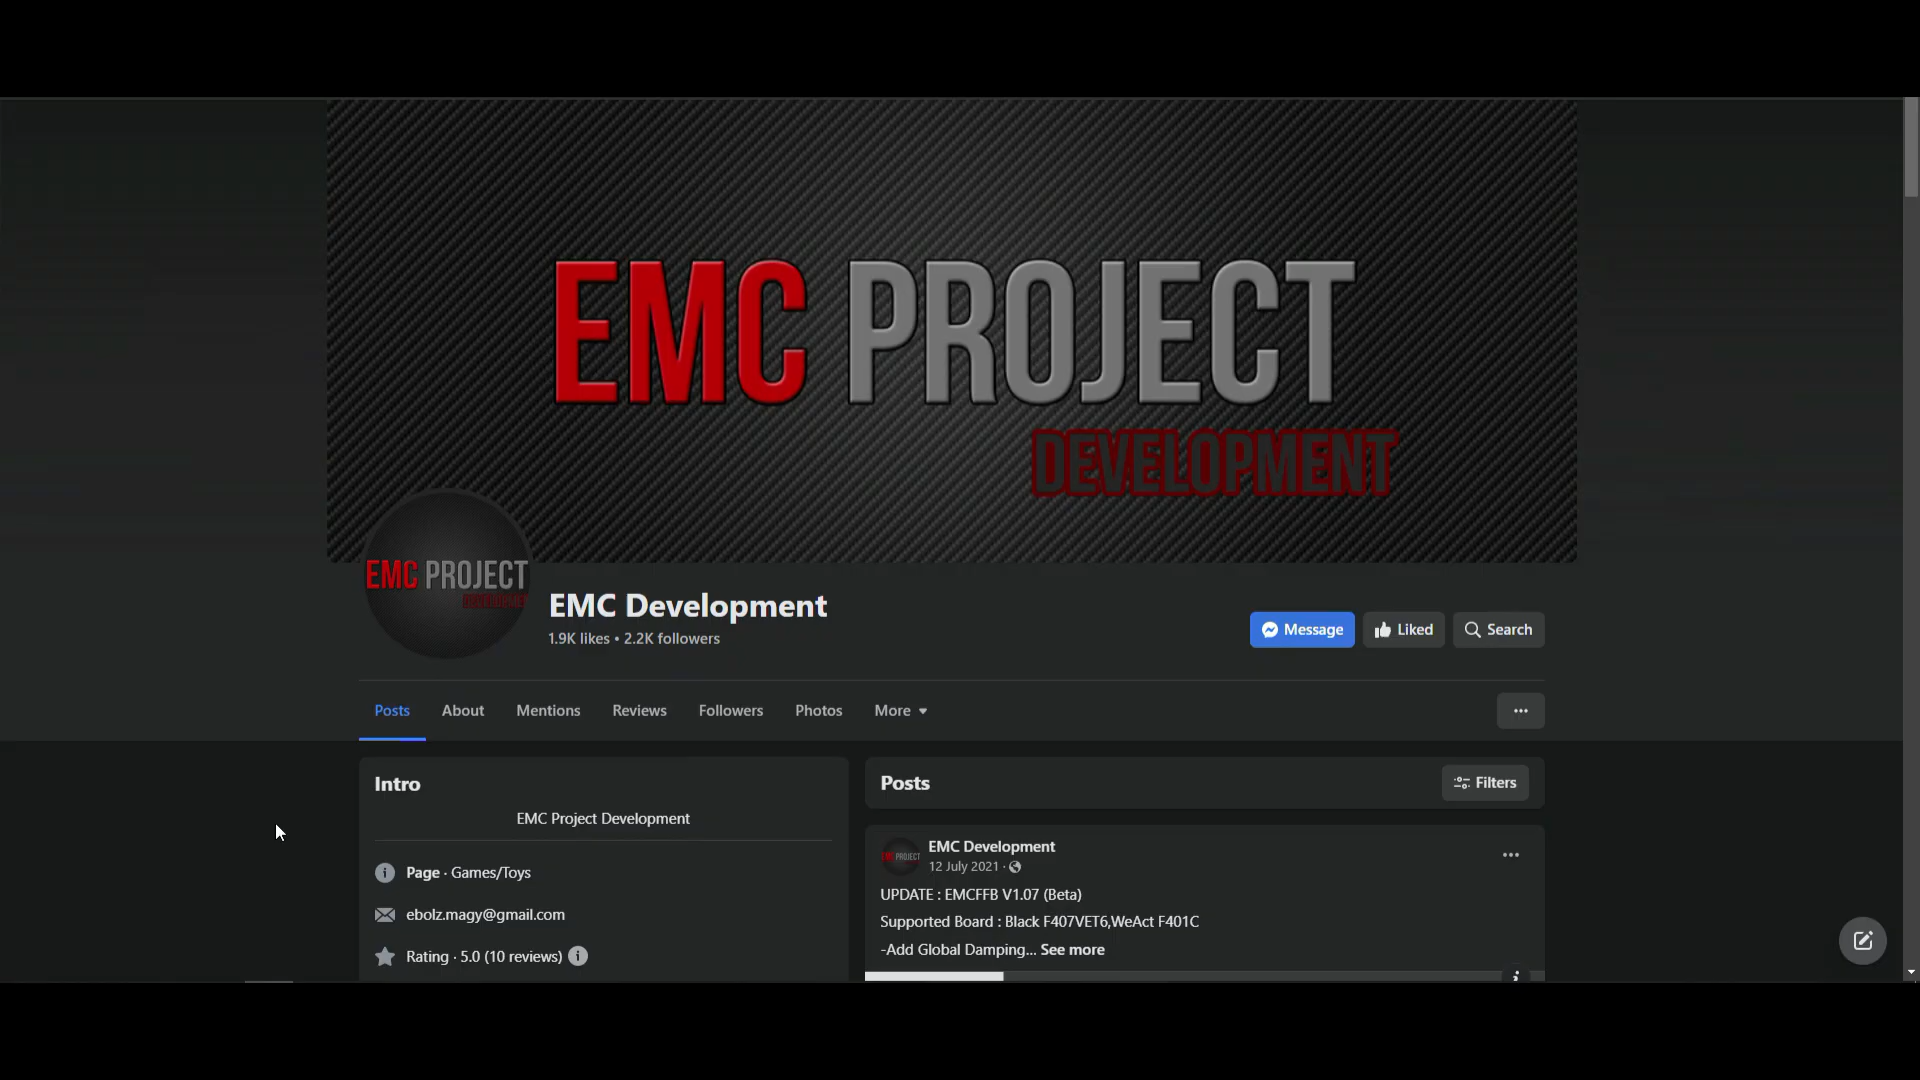 EMC PROJECT
DEVELOPMENT
EMC PROJECT
DEVELOPMENT
EMC Development
1.9K likes • 2.2K followers
Message
Liked
Search
Posts
About
Mentions
Reviews
Followers
Photos
More
Intro
EMC Project Development
Page · Games/Toys
ebolz.magy@gmail.com
Rating · 5.0 (10 reviews)
Posts
Filters
EMC PROJECT
EMC Development
12 July 2021 ·
UPDATE : EMCFFB V1.07 (Beta)
Supported Board : Black F407VET6,WeAct F401C
-Add Global Damping... See more